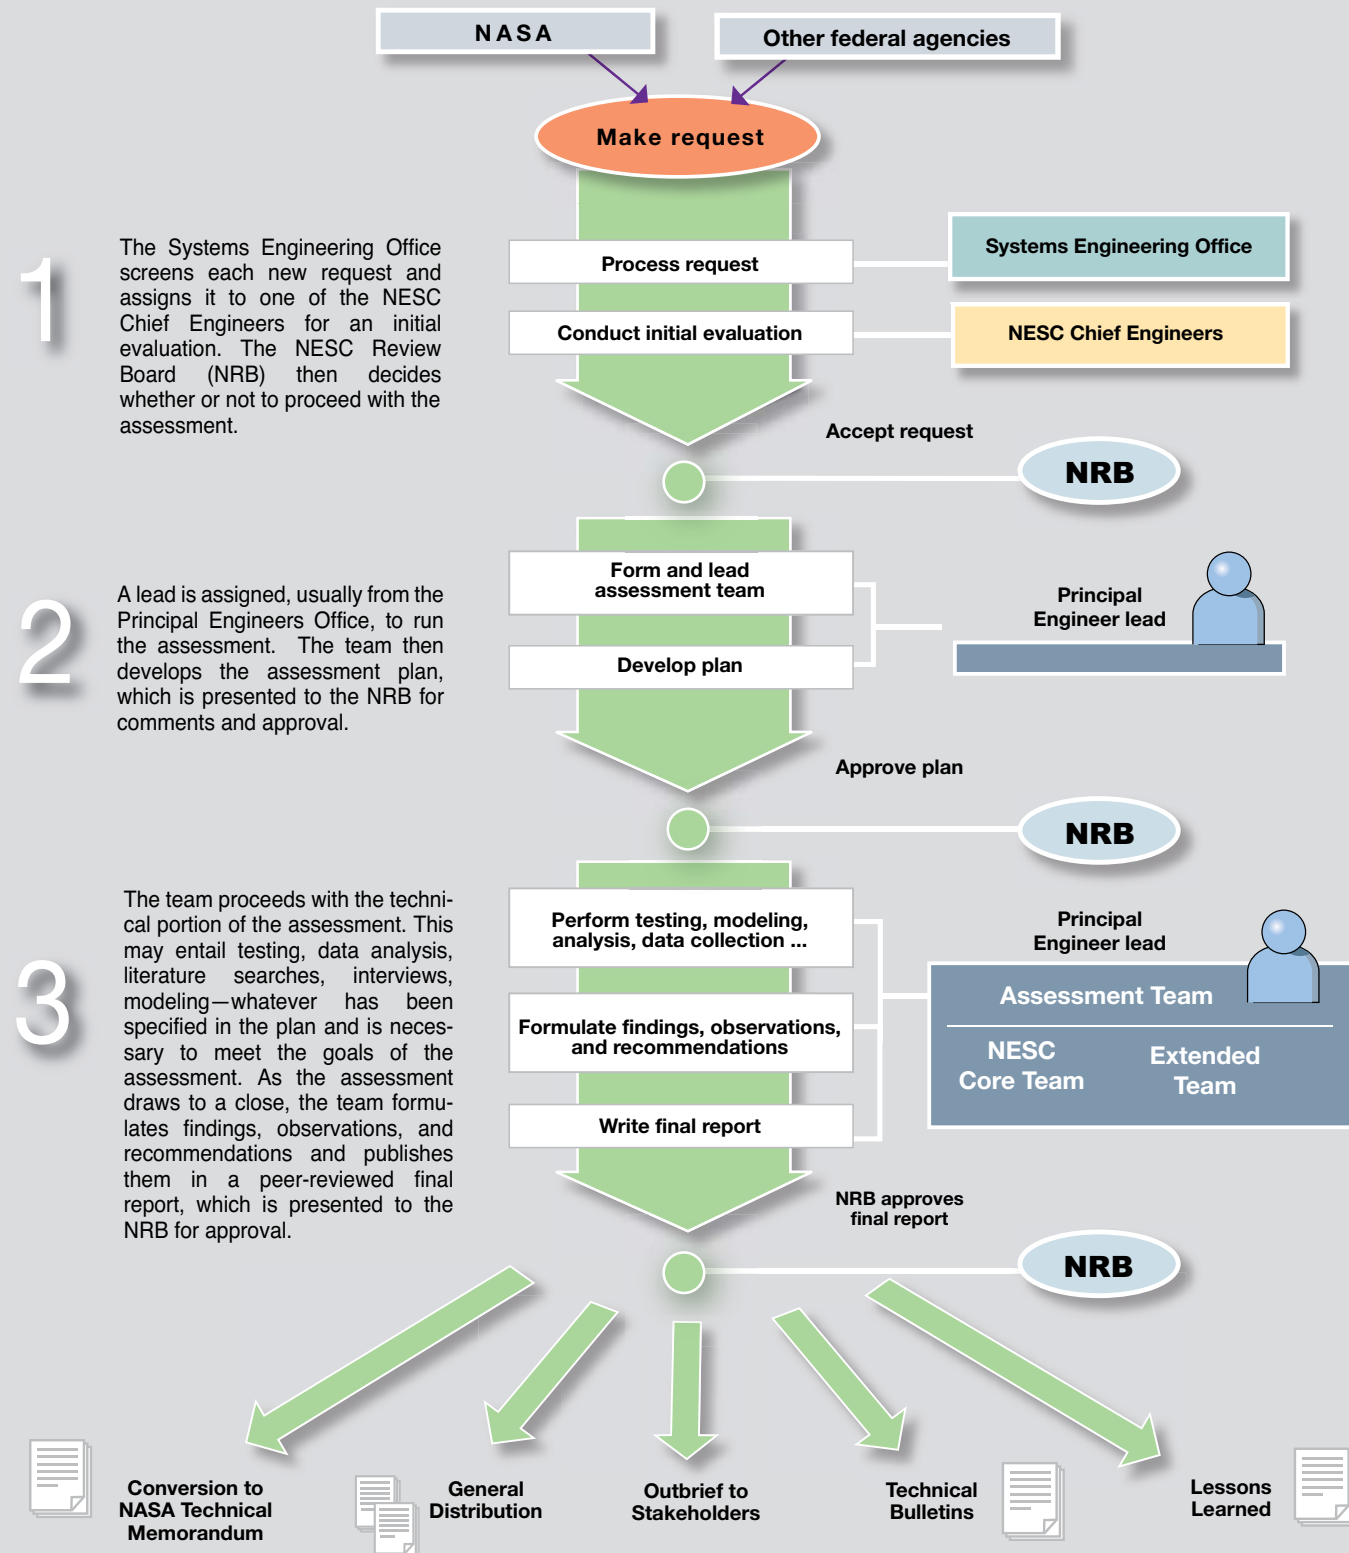 NASA
Other federal agencies
Make request
1
The Systems Engineering Office
screens each new request and
assigns it to one of the NESC
Chief Engineers for an initial
evaluation. The NESC Review
Board (NRB) then decides
whether or not to proceed with the
assessment.
Process request
Systems Engineering Office
Conduct initial evaluation
NESC Chief Engineers
Accept request
NRB
2
A lead is assigned, usually from the
Principal Engineers Office, to run
the assessment. The team then
develops the assessment plan,
which is presented to the NRB for
comments and approval.
Form and lead
assessment team
Develop plan
Principal
Engineer lead
Approve plan
NRB
3
The team proceeds with the techni-
cal portion of the assessment. This
may entail testing, data analysis,
literature searches, interviews,
modeling—whatever has been
specified in the plan and is neces-
sary to meet the goals of the
assessment. As the assessment
draws to a close, the team formu-
lates findings, observations, and
recommendations and publishes
them in a peer-reviewed final
report, which is presented to the
NRB for approval.
Perform testing, modeling,
analysis, data collection ...
Formulate findings, observations,
and recommendations
Write final report
Principal
Engineer lead
Assessment Team
NESC
Core Team
Extended
Team
NRB approves
final report
NRB
Conversion to
NASA Technical
Memorandum
General
Distribution
Outbrief to
Stakeholders
Technical
Bulletins
Lessons
Learned